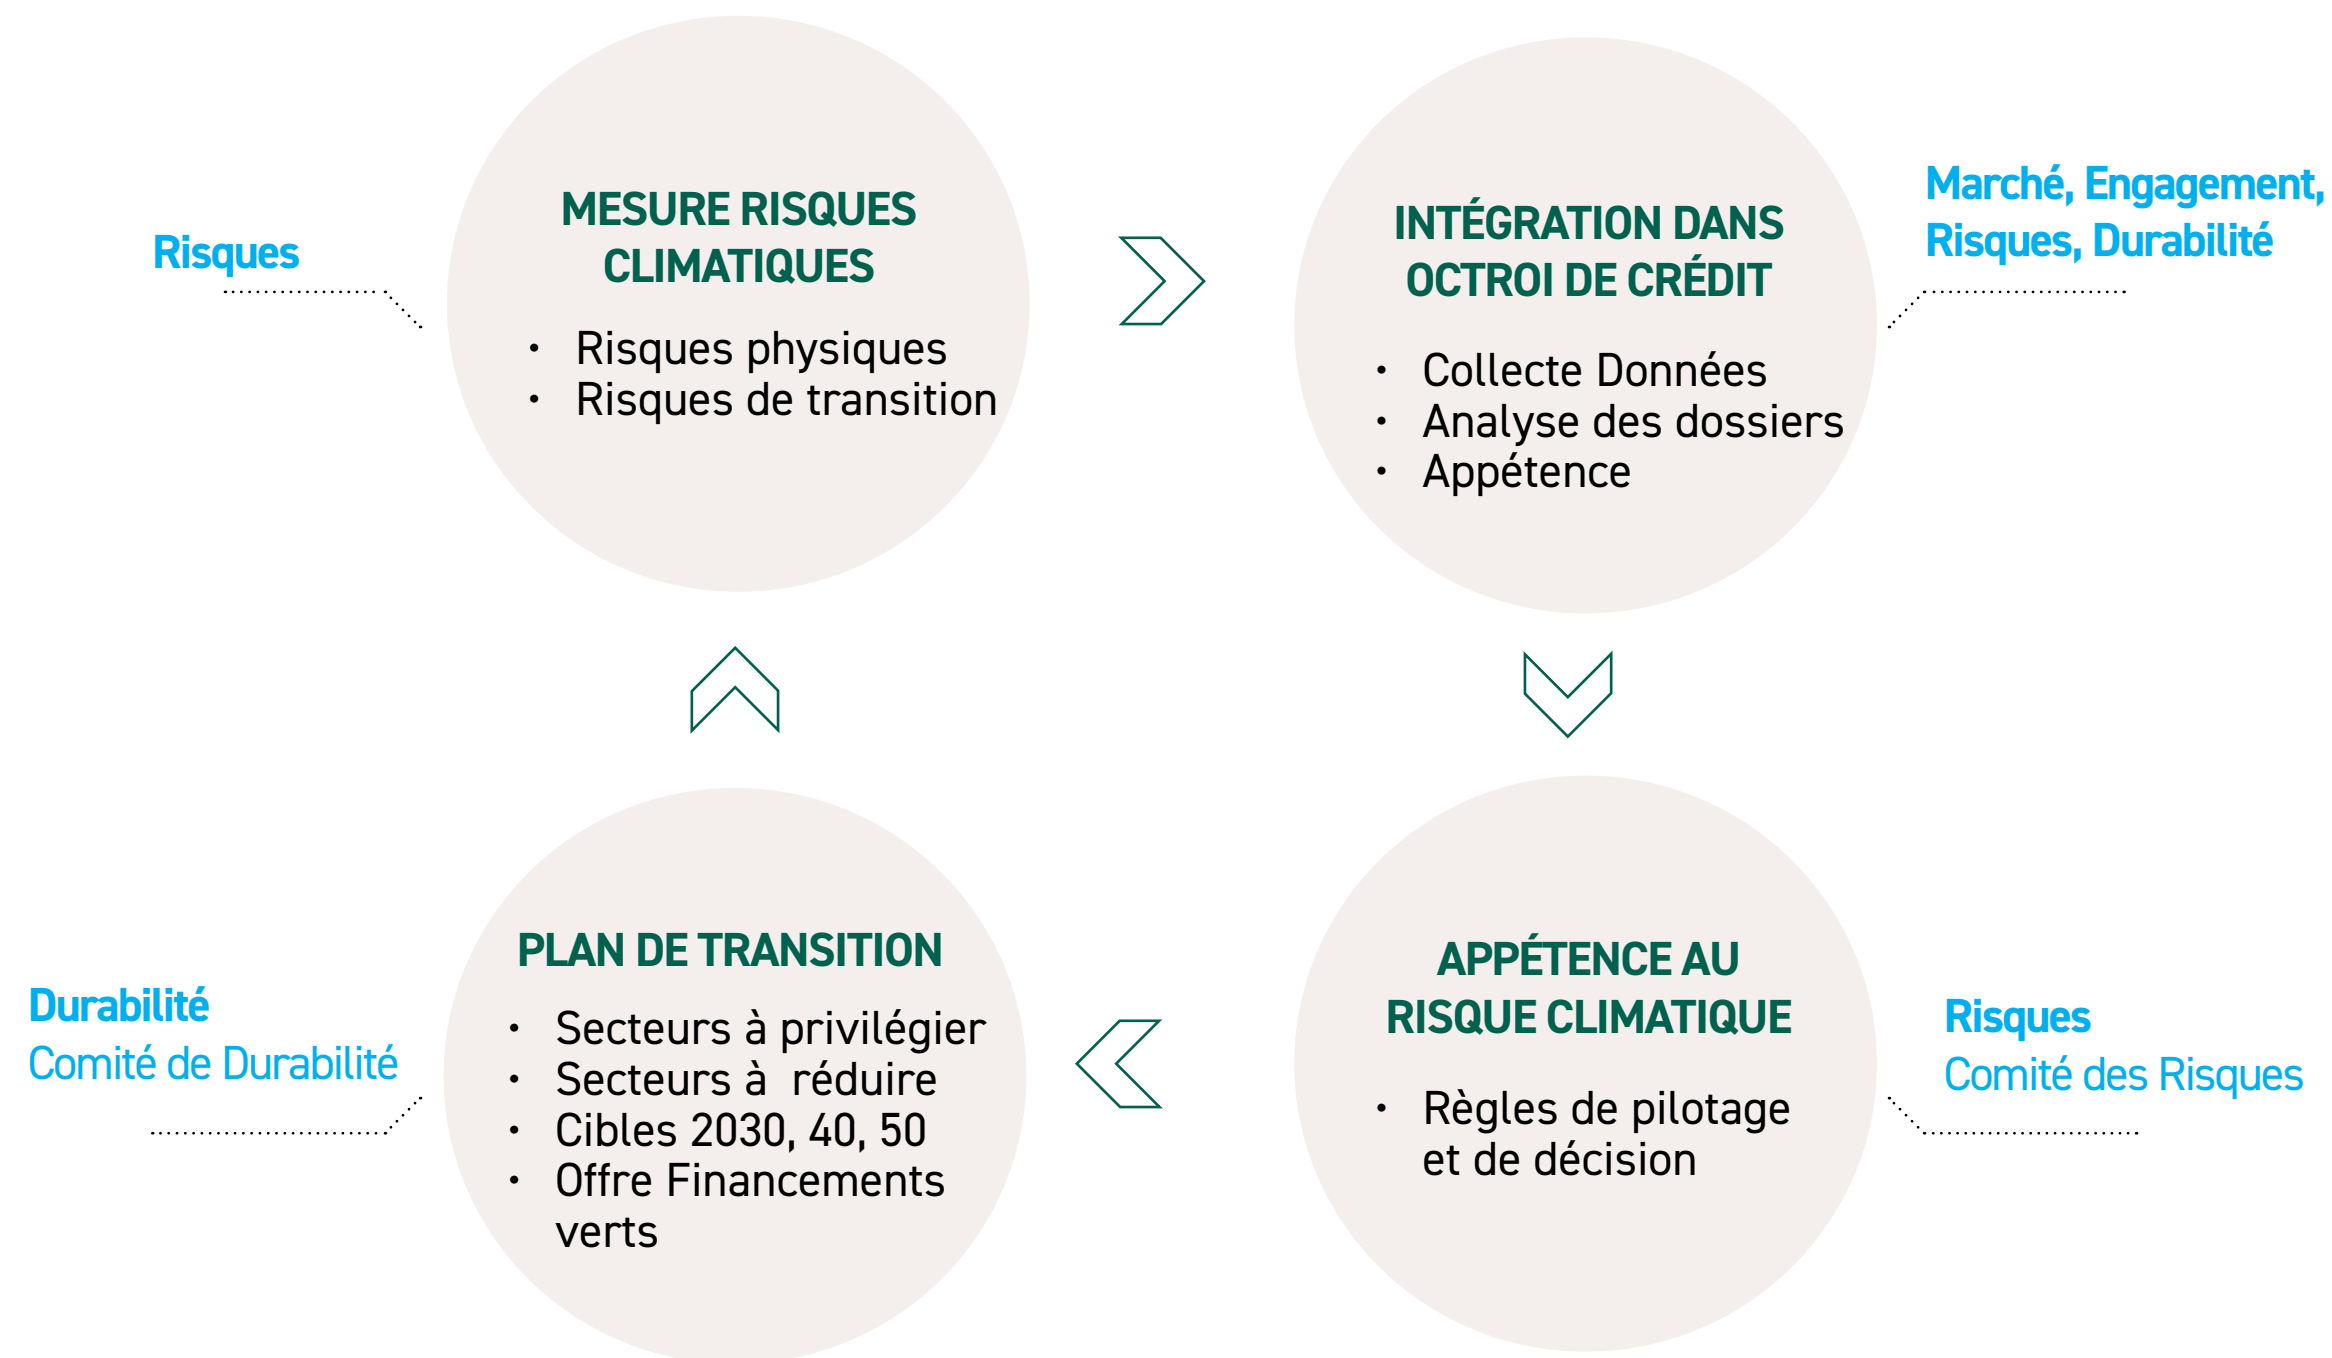 Risques
MESURE RISQUES
CLIMATIQUES
• Risques physiques
• Risques de transition
INTÉGRATION DANS
OCTROI DE CRÉDIT
• Collecte Données
• Analyse des dossiers
• Appétence
Marché, Engagement,
Risques, Durabilité
Durabilité
Comité de Durabilité
PLAN DE TRANSITION
• Secteurs à privilégier
• Secteurs à réduire
• Cibles 2030, 40, 50
• Offre Financements
verts
APPÉTENCE AU
RISQUE CLIMATIQUE
• Règles de pilotage
et de décision
Risques
Comité des Risques